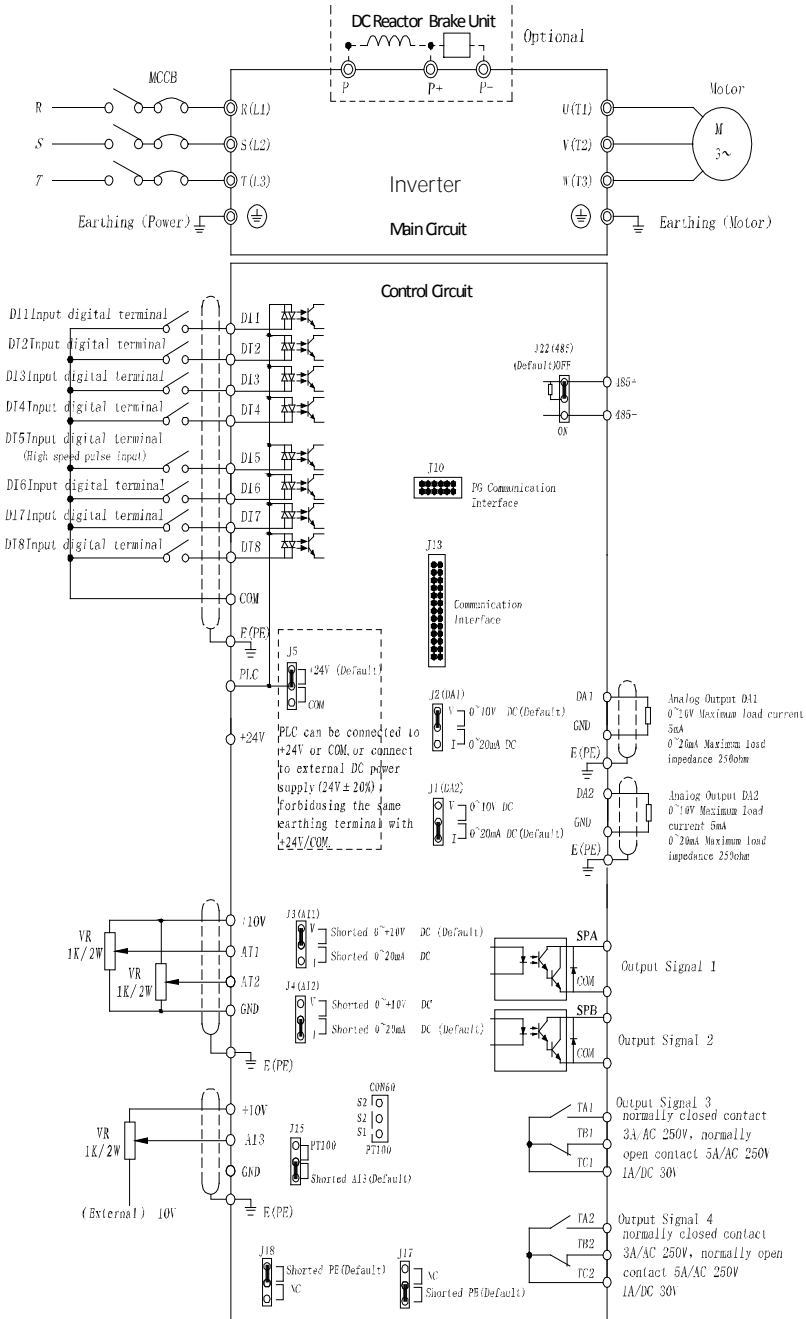 DC Reactor Brake Unit
Optional
P
P+
P-
MCCB
Motor
R
R(L1)
U(T1)
S
S(L2)
V(T2)
M
3~
T
T(L3)
W(T3)
Inverter
Earthing (Power)
Earthing (Motor)
Main Circuit
Control Circuit
DI1Input digital terminal
DI1
DI2Input digital terminal
DI2
DI3Input digital terminal
DI3
DI4Input digital terminal
DI4
DI5Input digital terminal
(High speed pulse input)
DI5
DI6Input digital terminal
DI6
DI7Input digital terminal
DI7
DI8Input digital terminal
DI8
COM
E(PE)
PLC
+24V
J22(485)
(Default)OFF
485+
485-
ON
J10
PG Communication
Interface
J13
Communication
Interface
J5
+24V (Default)
COM
PLC can be connected to
+24V or COM, or connect
to external DC power
supply(24V±20%),
forbidusing the same
earthing terminal with
+24V/COM.
J2(DA1)
V
0~10V DC(Default)
I
0~20mA DC
J1(DA2)
V
0~10V DC
I
0~20mA DC(Default)
DA1
GND
E(PE)
Analog Output DA1
0~10V Maximum load current
5mA
0~20mA Maximum load
impedance 250ohm
DA2
GND
E(PE)
Analog Output DA2
0~10V Maximum load
current 5mA
0~20mA Maximum load
impedance 250ohm
VR
1K/2W
VR
1K/2W
+10V
AI1
AI2
GND
E(PE)
J3(AI1)
V
Shorted 0~+10V DC (Default)
I
Shorted 0~20mA DC
J4(AI2)
V
Shorted 0~+10V DC
I
Shorted 0~20mA DC (Default)
SPA
COM
Output Signal 1
SPB
COM
Output Signal 2
VR
1K/2W
(External) 10V
+10V
AI3
GND
E(PE)
CON60
S2
S2
S1
PT100
J15
PT100
Shorted AI3(Default)
TA1
TB1
TC1
Output Signal 3
normally closed contact
3A/AC 250V, normally
open contact 5A/AC 250V
1A/DC 30V
TA2
TB2
TC2
Output Signal 4
normally closed contact
3A/AC 250V, normally open
contact 5A/AC 250V
1A/DC 30V
J18
Shorted PE(Default)
NC
J17
NC
Shorted PE(Default)